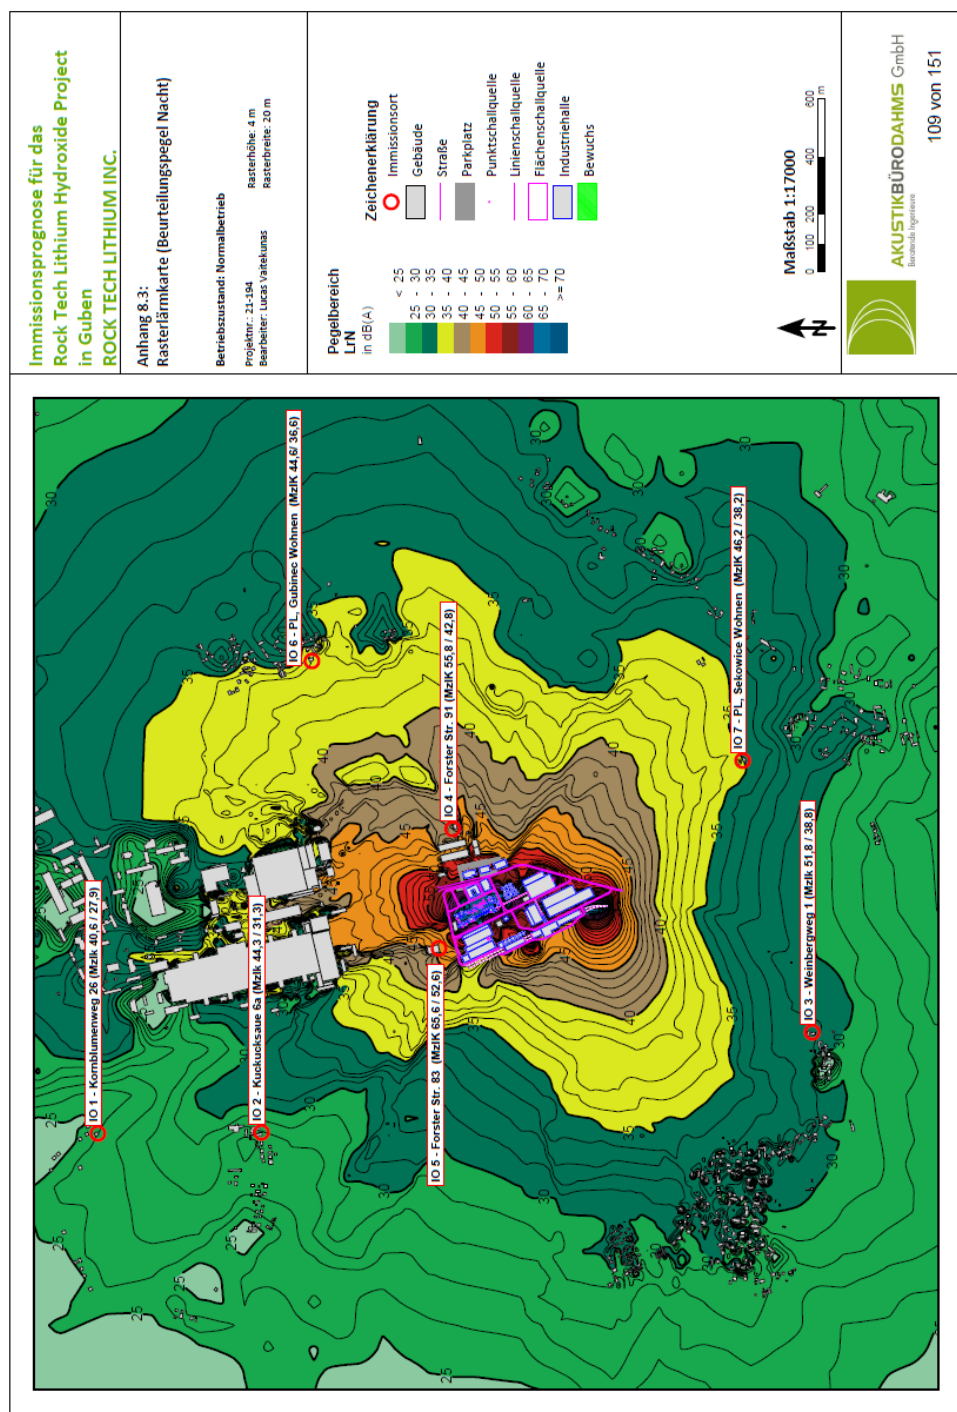 Immissionsprognose für das
Rock Tech Lithium Hydroxide Project
in Guben
ROCK TECH LITHIUM INC.
Anhang 8.3:
Rasterlärmkarte (Beurteilungspegel Nacht)
Betriebszustand: Normalbetrieb
Projektnr.: 21-194
Bearbeiter: Lucas Vaitekunas
Rasterhöhe: 4 m
Rasterbreite: 20 m
Pegelbereich
LrN
in dB(A)
< 25
25 - 30
30 - 35
35 - 40
40 - 45
45 - 50
50 - 55
55 - 60
60 - 65
65 - 70
>= 70
Zeichenerklärung
Immissionsort
Gebäude
Straße
Parkplatz
Punktschallquelle
Linienschallquelle
Flächenschallquelle
Industriehalle
Bewuchs
N
Maßstab 1:17000
0 100 200 400 600
m
AKUSTIKBÜRODAHMS GmbH
Beratende Ingenieure
109 von 151
IO 1 - Kornblumenweg 26 (MzIk 40,6 / 27,9)
IO 2 - Kuckucksaue 6a (MzIk 44,3 / 31,3)
IO 5 - Forster Str. 83 (MzIK 65,6 / 52,6)
IO 6 - PL, Gubinec Wohnen (MzIK 44,6/ 36,6)
IO 4 - Forster Str. 91 (MzIK 55,8 / 42,8)
IO 7 - PL, Sekowice Wohnen (MzIK 46,2 / 38,2)
IO 3 - Weinbergweg 1 (MzIk 51,8 / 38,8)